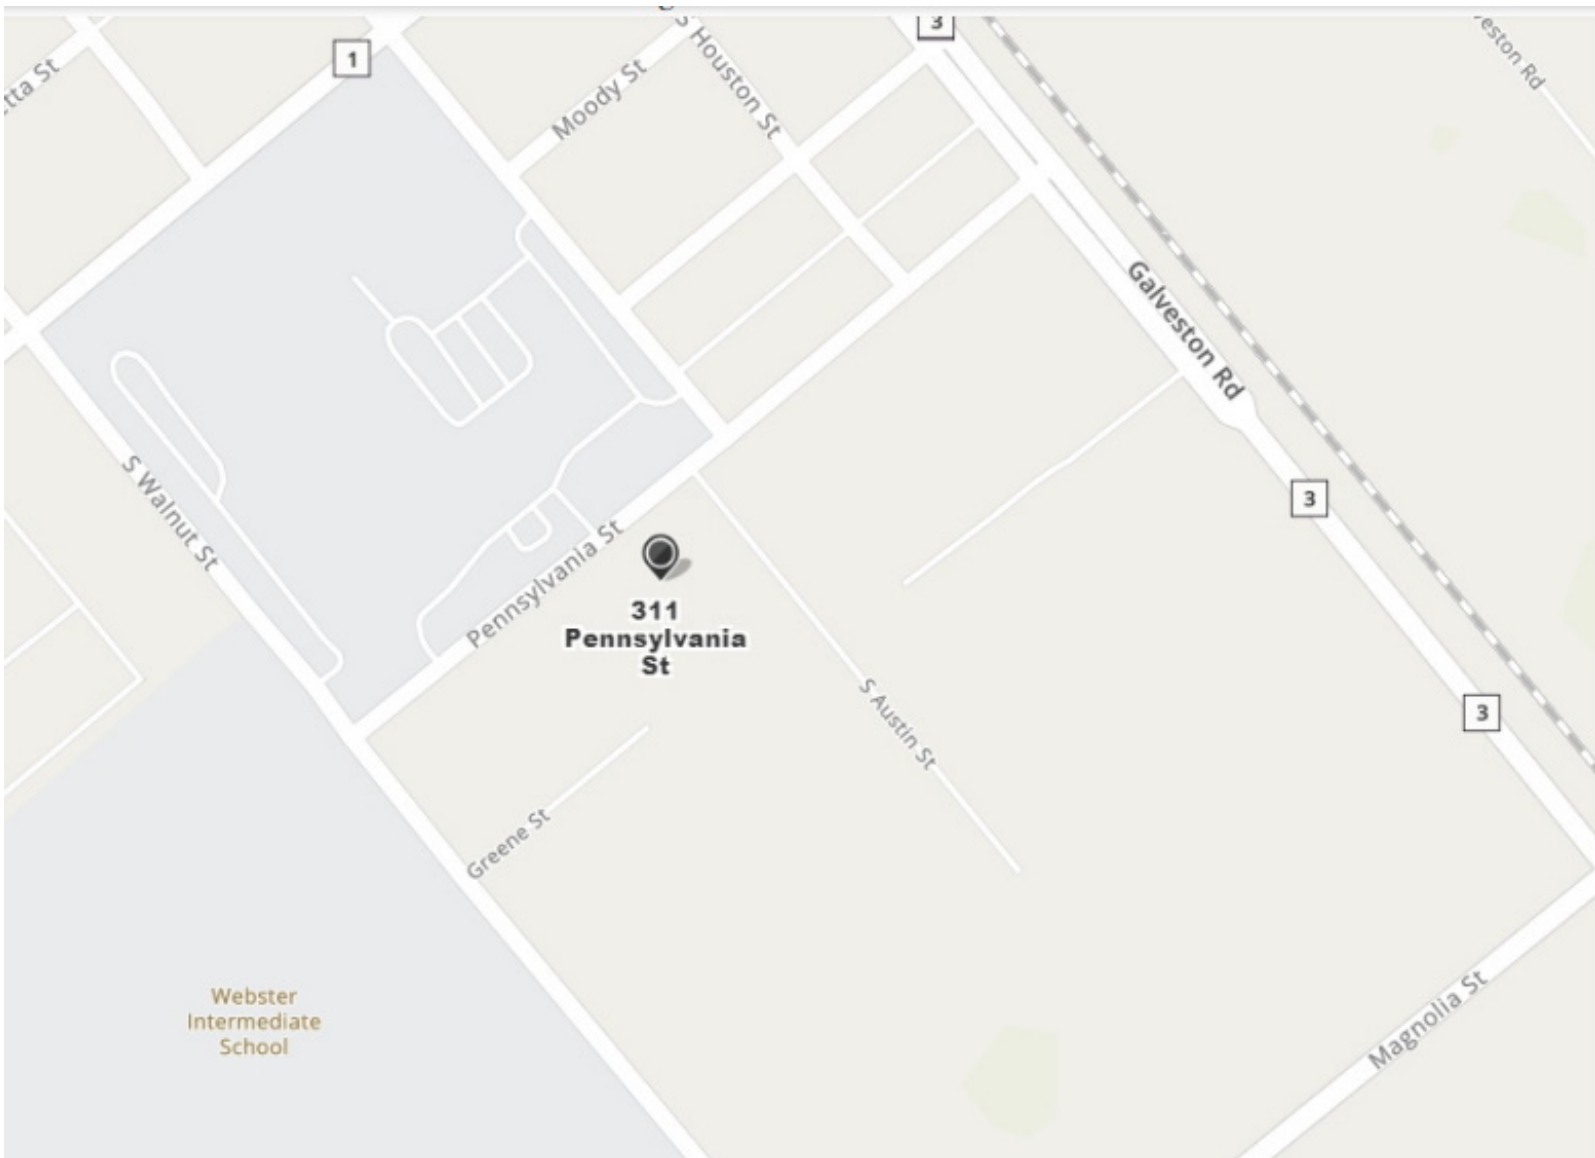 3
1
Moody St
S Houston St
Galveston Rd
S Walnut St
Pennsylvania St
3
311
Pennsylvania
St
S Austin St
3
Greene St
Webster
Intermediate
School
Magnolia St